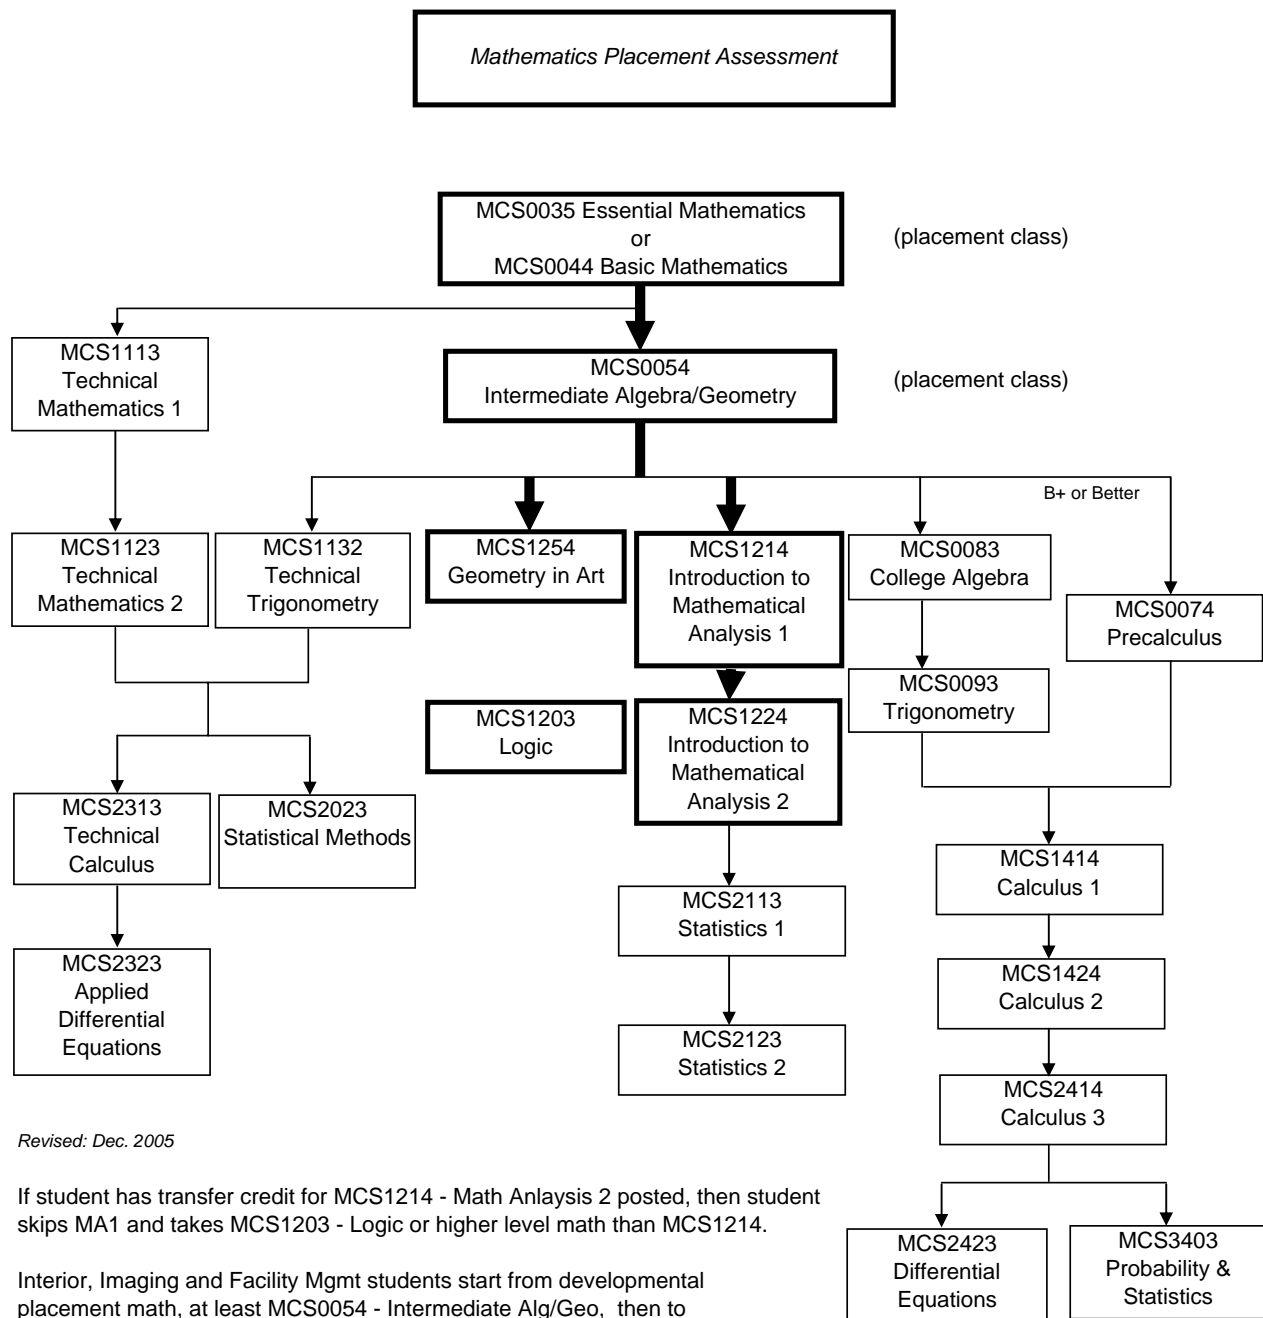 Mathematics Placement Assessment
MCS0035 Essential Mathematics
or
MCS0044 Basic Mathematics
(placement class)
MCS1113
Technical
Mathematics 1
MCS0054
Intermediate Algebra/Geometry
(placement class)
B+ or Better
MCS1123
Technical
Mathematics 2
MCS1132
Technical
Trigonometry
MCS1254
Geometry in Art
MCS1214
Introduction to
Mathematical
Analysis 1
MCS0083
College Algebra
MCS0074
Precalculus
MCS0093
Trigonometry
MCS1203
Logic
MCS1224
Introduction to
Mathematical
Analysis 2
MCS2313
Technical
Calculus
MCS2023
Statistical Methods
MCS1414
Calculus 1
MCS2113
Statistics 1
MCS2323
Applied
Differential
Equations
MCS1424
Calculus 2
MCS2123
Statistics 2
MCS2414
Calculus 3
Revised: Dec. 2005
If student has transfer credit for MCS1214 - Math Anlaysis 2 posted, then student
skips MA1 and takes MCS1203 - Logic or higher level math than MCS1214.
MCS2423
Differential
Equations
MCS3403
Probability &
Statistics
Interior, Imaging and Facility Mgmt students start from developmental
placement math, at least MCS0054 - Intermediate Alg/Geo,  then to